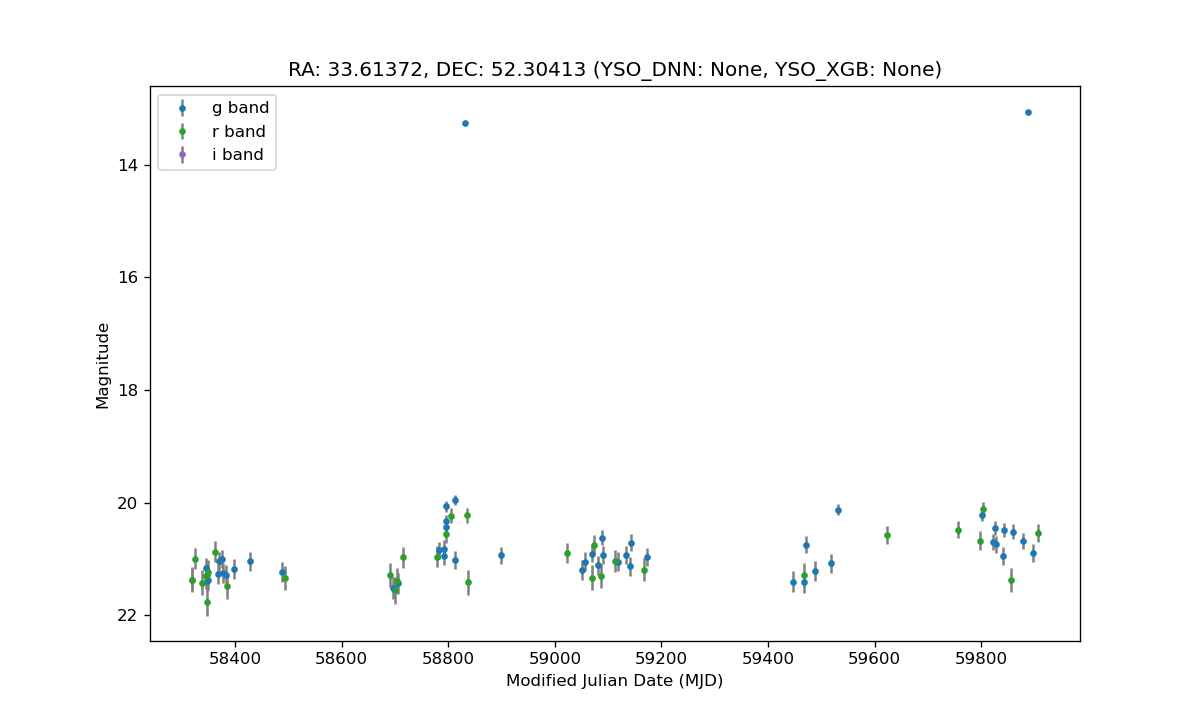 RA: 33.61372, DEC: 52.30413 (YSO_DNN: None, YSO_XGB: None)
g band
r band
i band
14
16
18
20
22
Magnitude
58400 58600 58800 59000 59200 59400 59600 59800
Modified Julian Date (MJD)